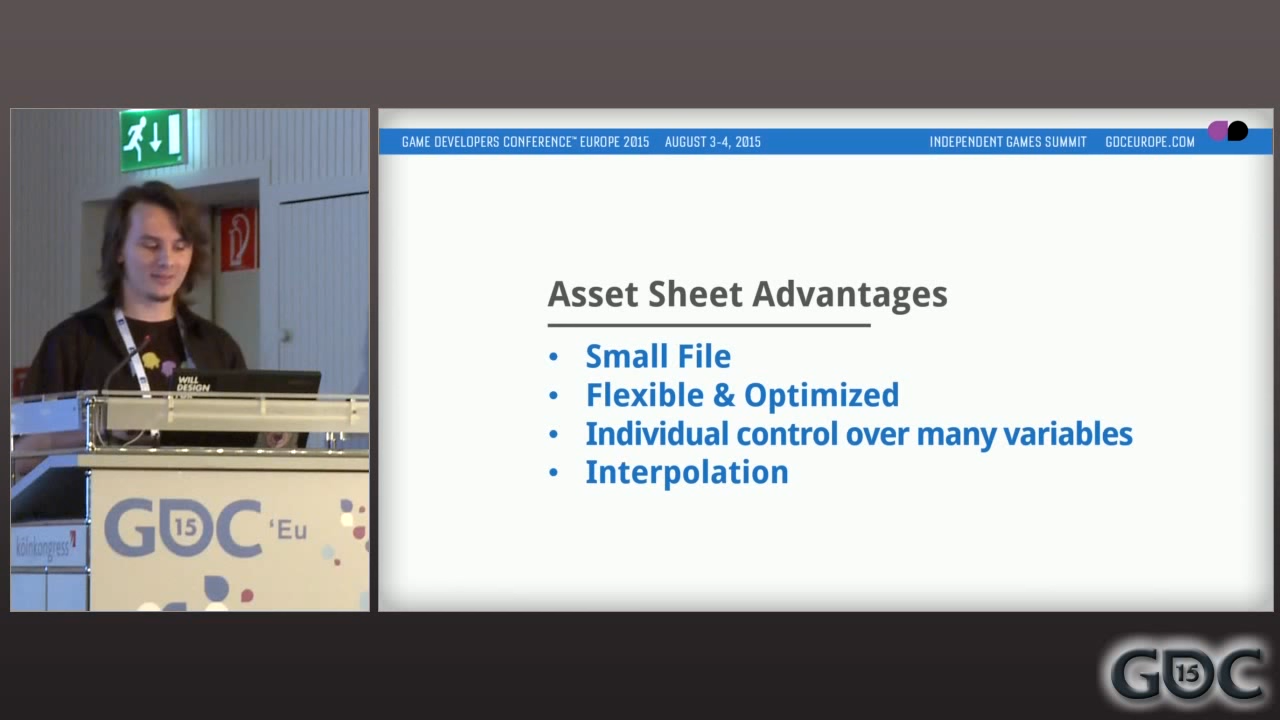 GAME DEVELOPERS CONFERENCE™ EUROPE 2015 AUGUST 3-4, 2015 INDEPENDENT GAMES SUMMIT GDCEUROPE.COM
Asset Sheet Advantages
• Small File
• Flexible & Optimized
• Individual control over many variables
• Interpolation
WILL
DESIGN
GDC 15 'Eu
kölnkongress
GDC 15